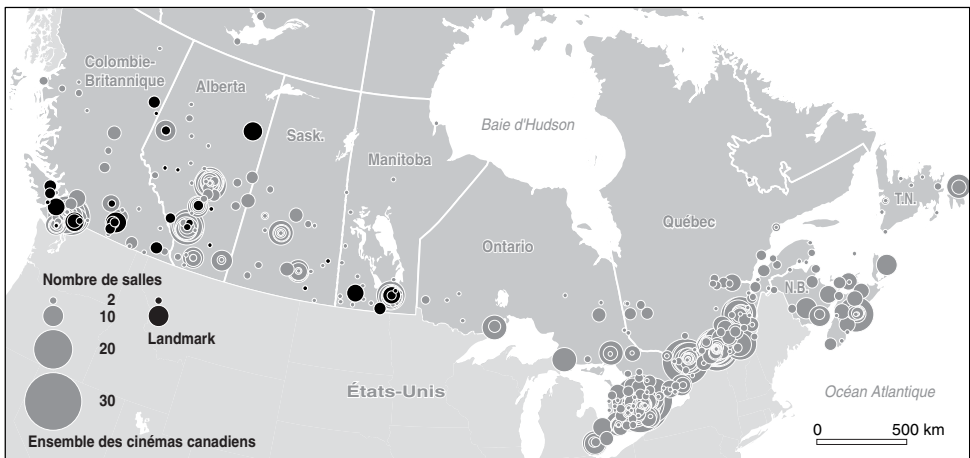 Colombie-
Britannique
Alberta
Sask.
Manitoba
Baie d'Hudson
Ontario
Québec
T.N.
N.B.
Nombre de salles
2
10
Landmark
20
30
Ensemble des cinémas canadiens
États-Unis
Océan Atlantique
0 500 km